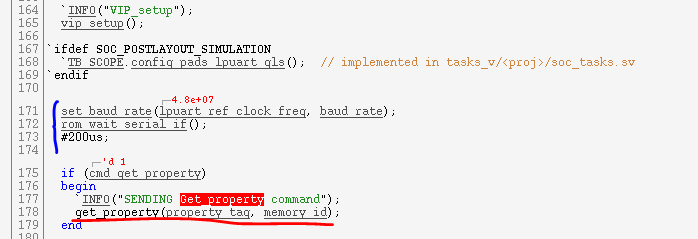 164 `INFO("VIP_setup");
165 vip_setup();
166
167 `ifdef SOC_POSTLAYOUT_SIMULATION
168 `TB_SCOPE.config_pads_lpuart_gls(); // implemented in tasks_v/<proj>/soc_tasks.sv
169 `endif
170
4.8e+07
171 set_baud_rate(lpuart_ref_clock_freq, baud_rate);
172 rom_wait_serial_if();
173 #200us;
174
'd 1
175 if (cmd_get_property)
176 begin
177 `INFO("SENDING Get_property command");
178 get_property(property_tag, memory_id);
179 end